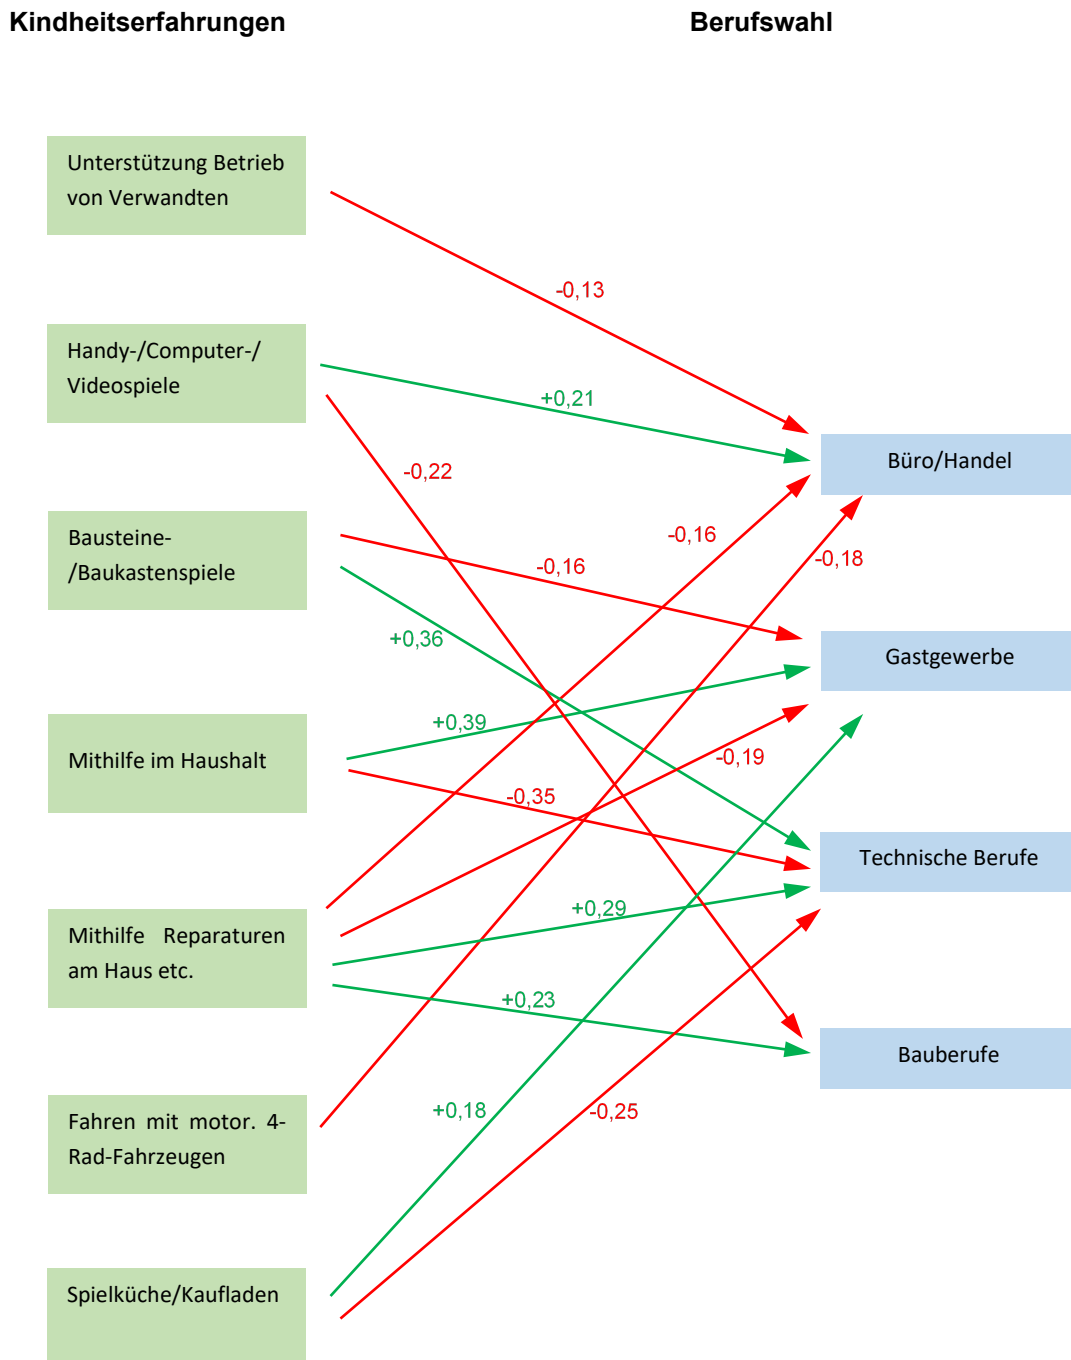 Kindheitserfahrungen
Berufswahl
Unterstützung Betrieb
von Verwandten
-0,13
Handy-/Computer-/
Videospiele
+0,21
Büro/Handel
-0,22
Bausteine-
/Baukastenspiele
-0,16
-0,16
-0,18
+0,36
Gastgewerbe
+0,39
Mithilfe im Haushalt
-0,19
-0,35
Technische Berufe
+0,29
Mithilfe Reparaturen
am Haus etc.
+0,23
Bauberufe
Fahren mit motor. 4-
Rad-Fahrzeugen
+0,18
-0,25
Spielküche/Kaufladen